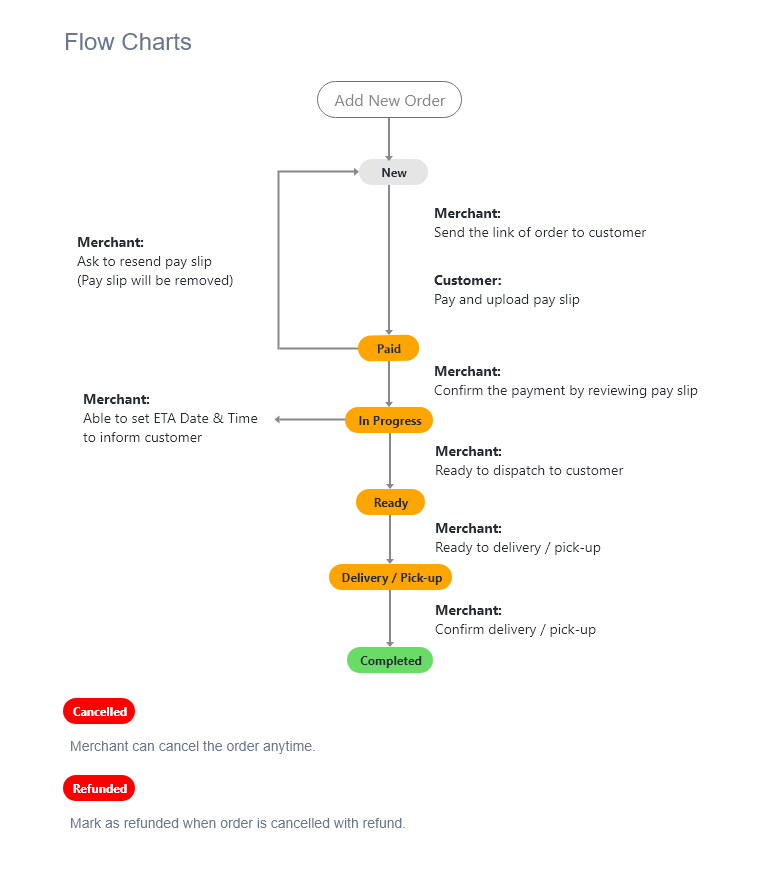 Flow Charts
Add New Order
New
Merchant:
Send the link of order to customer
Merchant:
Ask to resend pay slip
(Pay slip will be removed)
Customer:
Pay and upload pay slip
Paid
Merchant:
Confirm the payment by reviewing pay slip
Merchant:
Able to set ETA Date & Time
to inform customer
In Progress
Merchant:
Ready to dispatch to customer
Ready
Merchant:
Ready to delivery / pick-up
Delivery / Pick-up
Merchant:
Confirm delivery / pick-up
Completed
Cancelled
Merchant can cancel the order anytime.
Refunded
Mark as refunded when order is cancelled with refund.